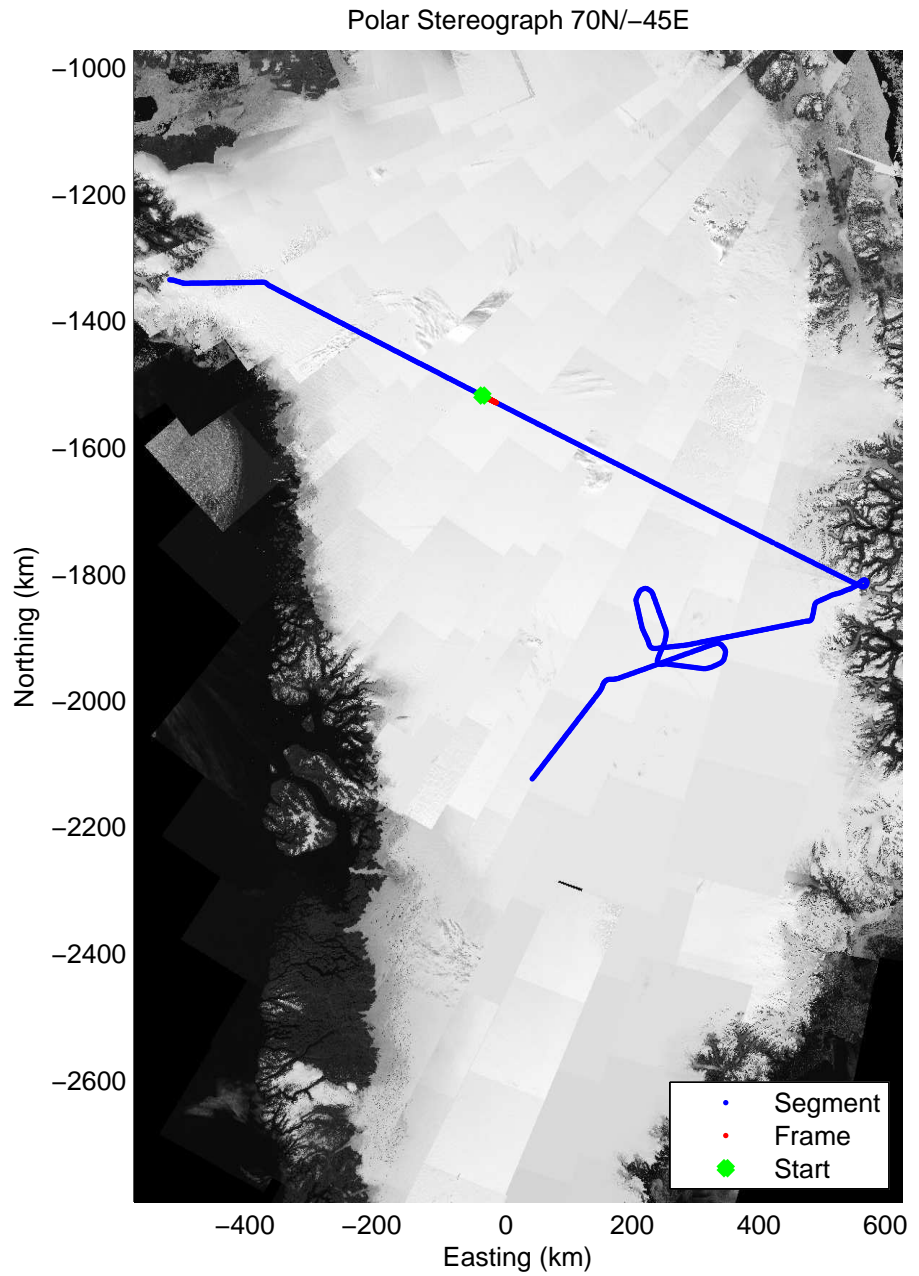 Polar Stereograph 70N/−45E
−1000
−1200
−1400
−1600
−1800
−2000
−2200
−2400
−2600
Northing (km)
−400 −200 0 200 400 600
Easting (km)
Segment
Frame
Start